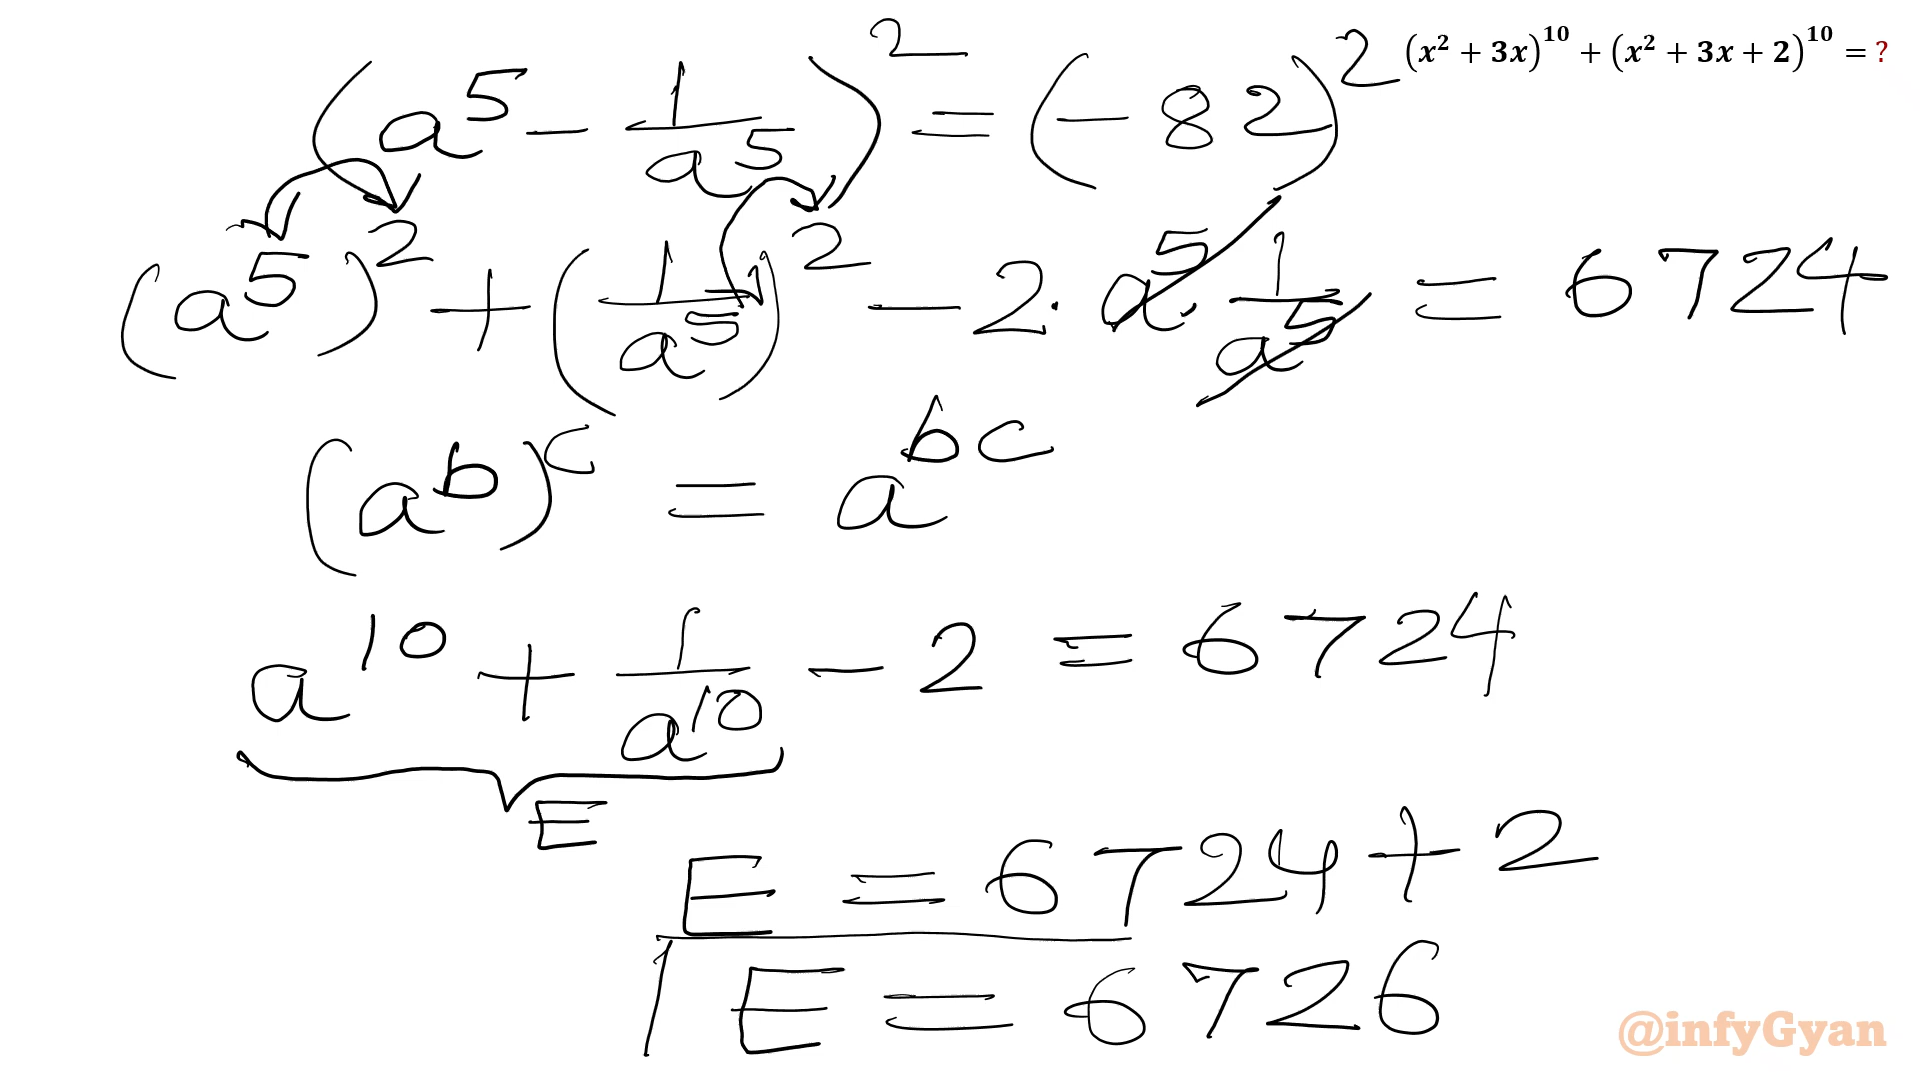 (x² + 3x)¹⁰ + (x² + 3x + 2)¹⁰ = ?
(a⁵ − 1/a⁵)² = (−82)²
(a⁵)² + (1/a⁵)² − 2 · a⁵ · 1/a⁵ = 6724
(aᵇ)ᶜ = aᵇᶜ
a¹⁰ + 1/a¹⁰ − 2 = 6724
E
E = 6724 + 2
E = 6726
@infyGyan